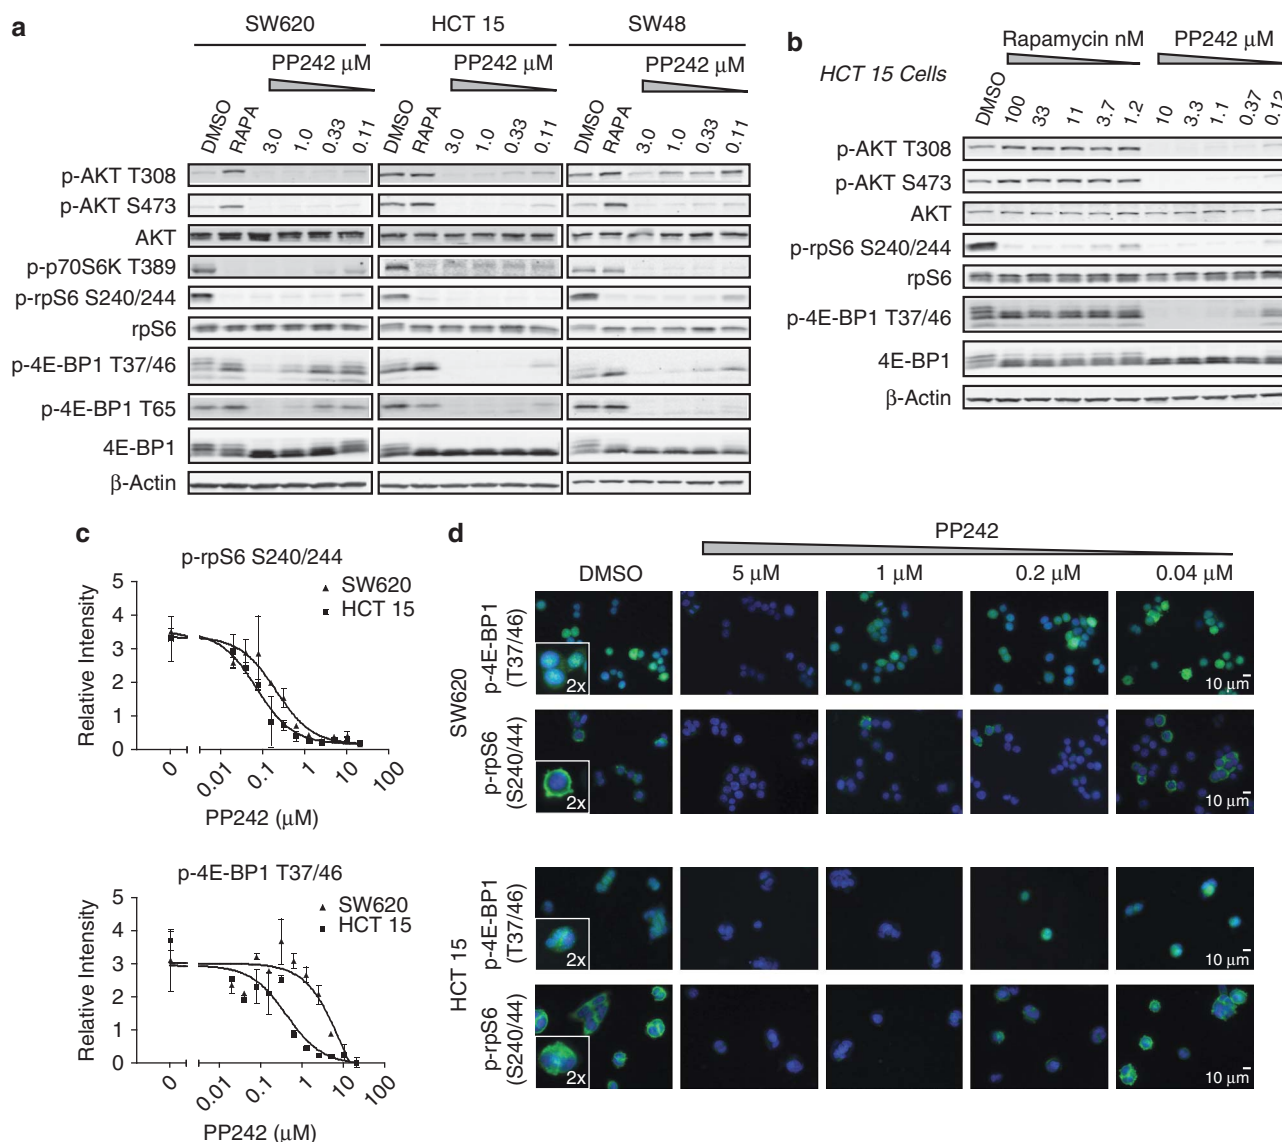 a
SW620
HCT 15
SW48
PP242 μM
PP242 μM
PP242 μM
DMSO RAPA 3.0 1.0 0.33 0.11
DMSO RAPA 3.0 1.0 0.33 0.11
DMSO RAPA 3.0 1.0 0.33 0.11
p-AKT T308
p-AKT S473
AKT
p-p70S6K T389
p-rpS6 S240/244
rpS6
p-4E-BP1 T37/46
p-4E-BP1 T65
4E-BP1
β-Actin
b
HCT 15 Cells
Rapamycin nM
PP242 μM
DMSO 100 33 11 3.7 1.2 10 3.3 1.1 0.37 0.12
p-AKT T308
p-AKT S473
AKT
p-rpS6 S240/244
rpS6
p-4E-BP1 T37/46
4E-BP1
β-Actin
c
p-rpS6 S240/244
SW620
HCT 15
Relative Intensity
5
4
3
2
1
0
0 0.01 0.1 1 10 100
PP242 (μM)
p-4E-BP1 T37/46
SW620
HCT 15
Relative Intensity
5
4
3
2
1
0
0 0.01 0.1 1 10 100
PP242 (μM)
d
PP242
DMSO 5 μM 1 μM 0.2 μM 0.04 μM
SW620
p-4E-BP1
(T37/46)
2x
10 μm
p-rpS6
(S240/44)
2x
10 μm
HCT 15
p-4E-BP1
(T37/46)
2x
10 μm
p-rpS6
(S240/44)
2x
10 μm